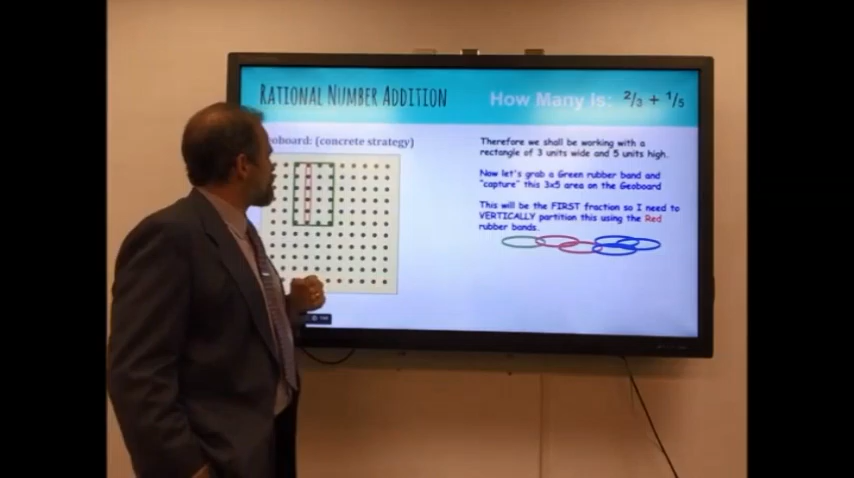 RATIONAL NUMBER ADDITION
How Many Is: 2/3 + 1/5
eoboard: (concrete strategy)
Therefore we shall be working with a
rectangle of 3 units wide and 5 units high.
Now let's grab a Green rubber band and
"capture" this 3x5 area on the Geoboard
This will be the FIRST fraction so I need to
VERTICALLY partition this using the Red
rubber bands.